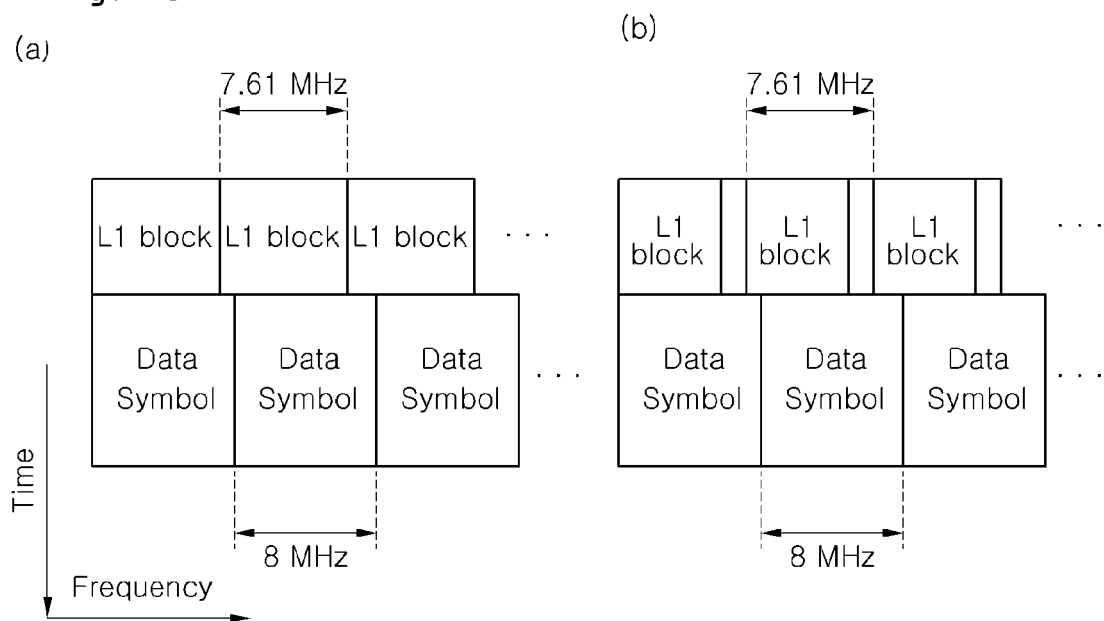 (a)
(b)
7.61 MHz
7.61 MHz
L1 block L1 block L1 block . . .
L1
block
L1
block
L1
block
. . .
Data
Symbol
Data
Symbol
Data
Symbol
. . .
Data
Symbol
Data
Symbol
Data
Symbol
. . .
8 MHz
8 MHz
Time
Frequency